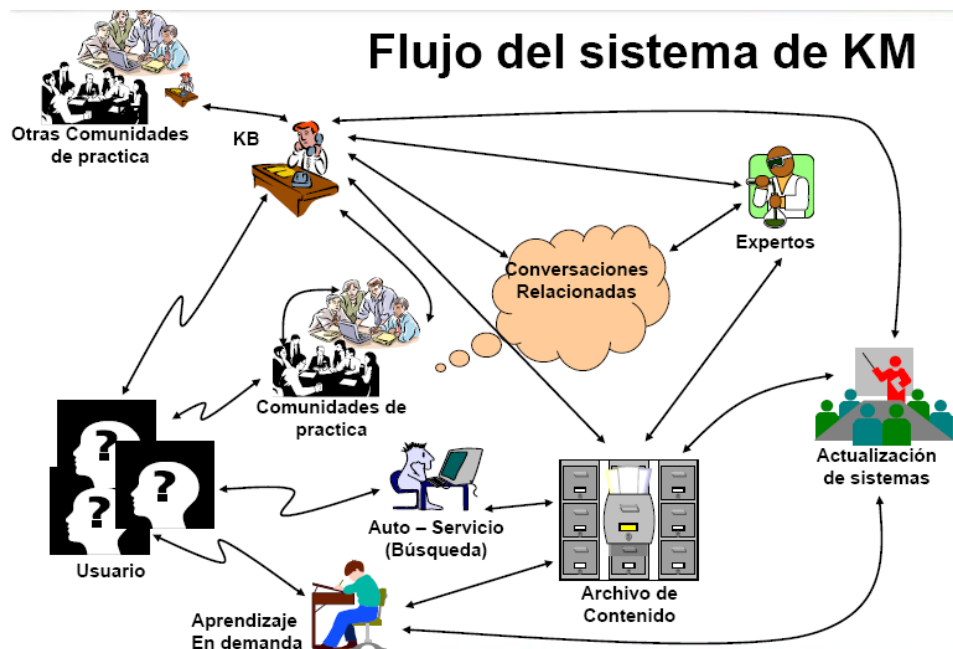 Flujo del sistema de KM
Otras Comunidades
de practica
KB
Expertos
Conversaciones
Relacionadas
Comunidades de
practica
Actualización
de sistemas
? ? ?
Usuario
Auto – Servicio
(Búsqueda)
Archivo de
Contenido
Aprendizaje
En demanda